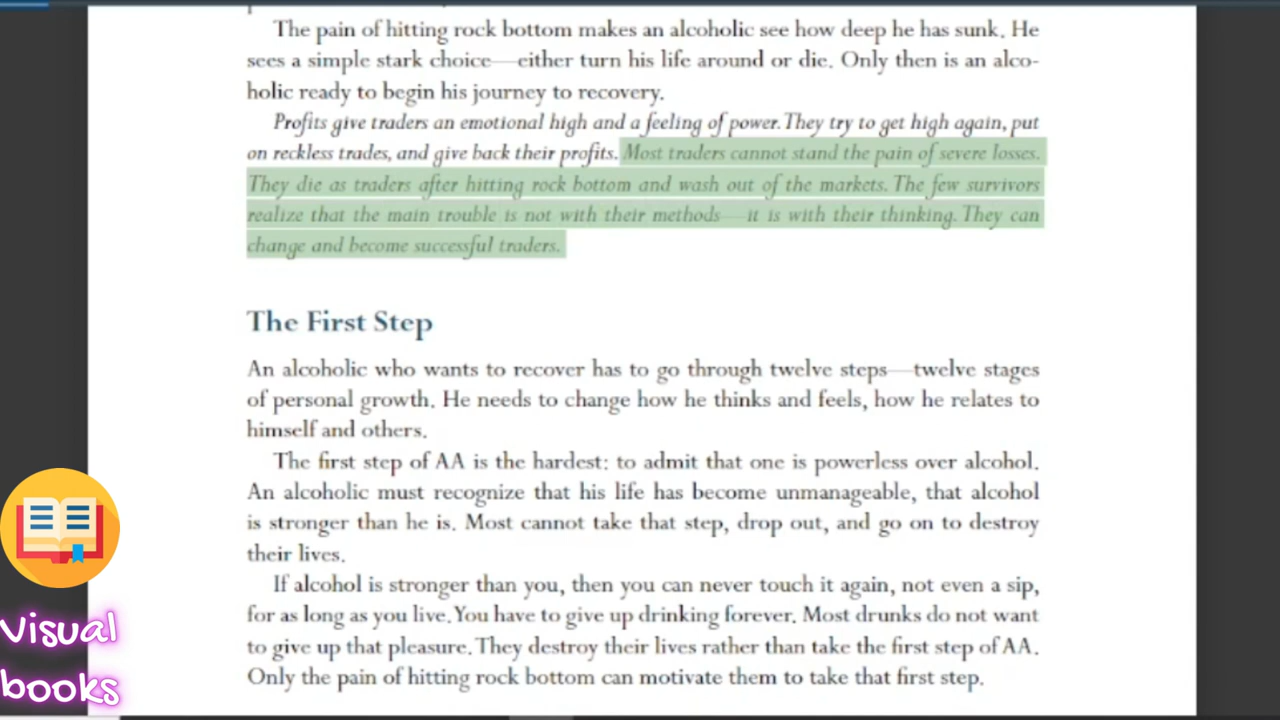 The pain of hitting rock bottom makes an alcoholic see how deep he has sunk. He
sees a simple stark choice—either turn his life around or die. Only then is an alco-
holic ready to begin his journey to recovery.
Profits give traders an emotional high and a feeling of power. They try to get high again, put
on reckless trades, and give back their profits. Most traders cannot stand the pain of severe losses.
They die as traders after hitting rock bottom and wash out of the markets. The few survivors
realize that the main trouble is not with their methods—it is with their thinking. They can
change and become successful traders.
The First Step
An alcoholic who wants to recover has to go through twelve steps—twelve stages
of personal growth. He needs to change how he thinks and feels, how he relates to
himself and others.
The first step of AA is the hardest: to admit that one is powerless over alcohol.
An alcoholic must recognize that his life has become unmanageable, that alcohol
is stronger than he is. Most cannot take that step, drop out, and go on to destroy
their lives.
If alcohol is stronger than you, then you can never touch it again, not even a sip,
for as long as you live. You have to give up drinking forever. Most drunks do not want
to give up that pleasure. They destroy their lives rather than take the first step of AA.
Only the pain of hitting rock bottom can motivate them to take that first step.
Visual
books